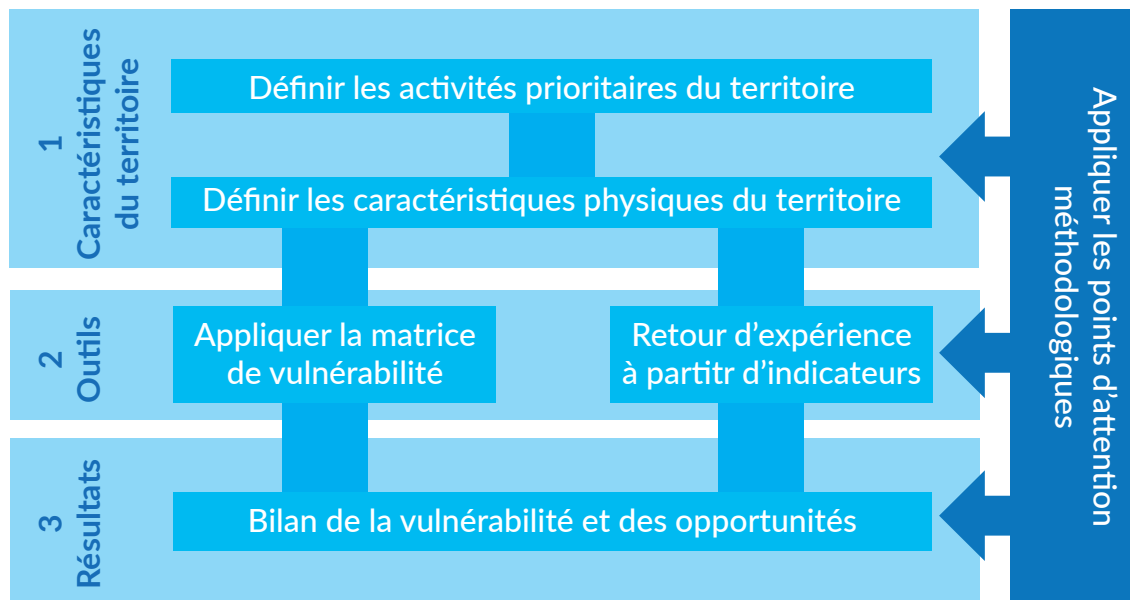 1
Caractéristiques
du territoire
Définir les activités prioritaires du territoire
Définir les caractéristiques physiques du territoire
2
Outils
Appliquer la matrice
de vulnérabilité
Retour d’expérience
à partitr d’indicateurs
3
Résultats
Bilan de la vulnérabilité et des opportunités
Appliquer les points d’attention
méthodologiques